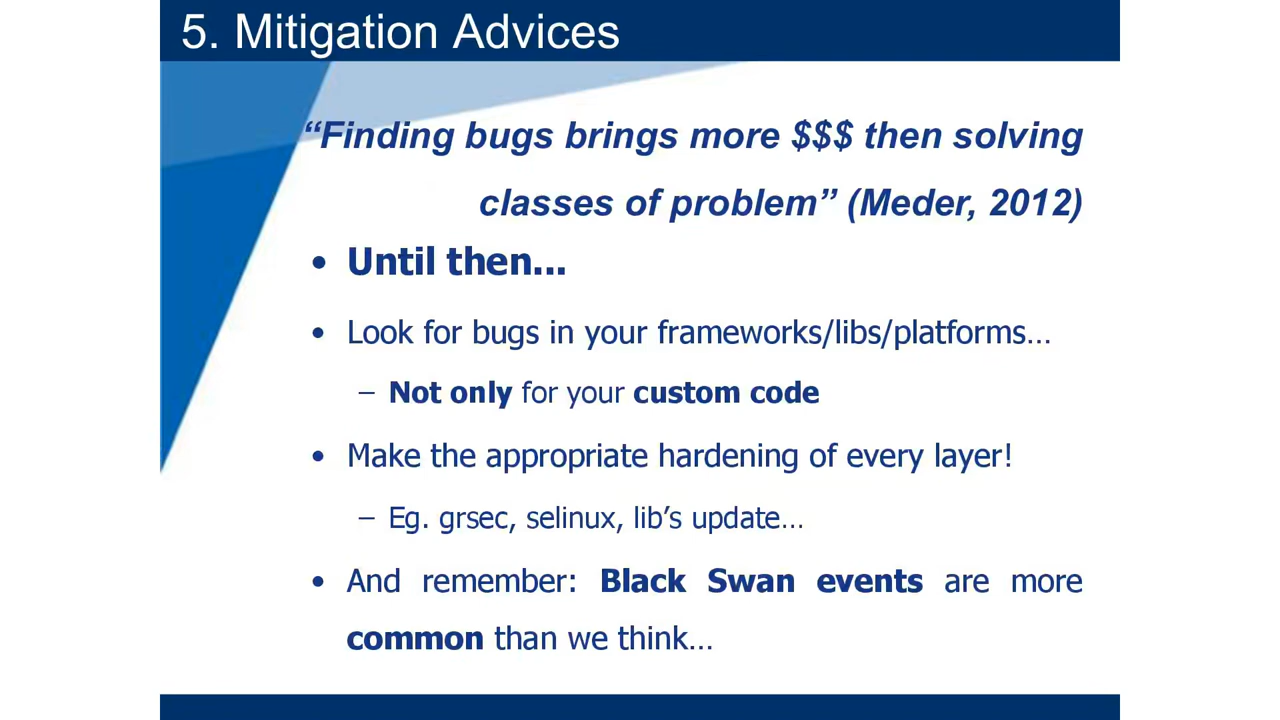 5. Mitigation Advices
“Finding bugs brings more $$$ then solving
classes of problem” (Meder, 2012)
• Until then...
• Look for bugs in your frameworks/libs/platforms…
– Not only for your custom code
• Make the appropriate hardening of every layer!
– Eg. grsec, selinux, lib’s update…
• And remember: Black Swan events are more
common than we think…